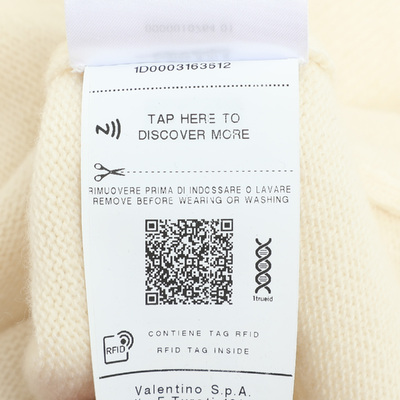 1D0003163512
TAP HERE TO
DISCOVER MORE
RIMUOVERE PRIMA DI INDOSSARE O LAVARE
REMOVE BEFORE WEARING OR WASHING
1trueid
CONTIENE TAG RFID
RFID
RFID TAG INSIDE
Valentino S.p.A.